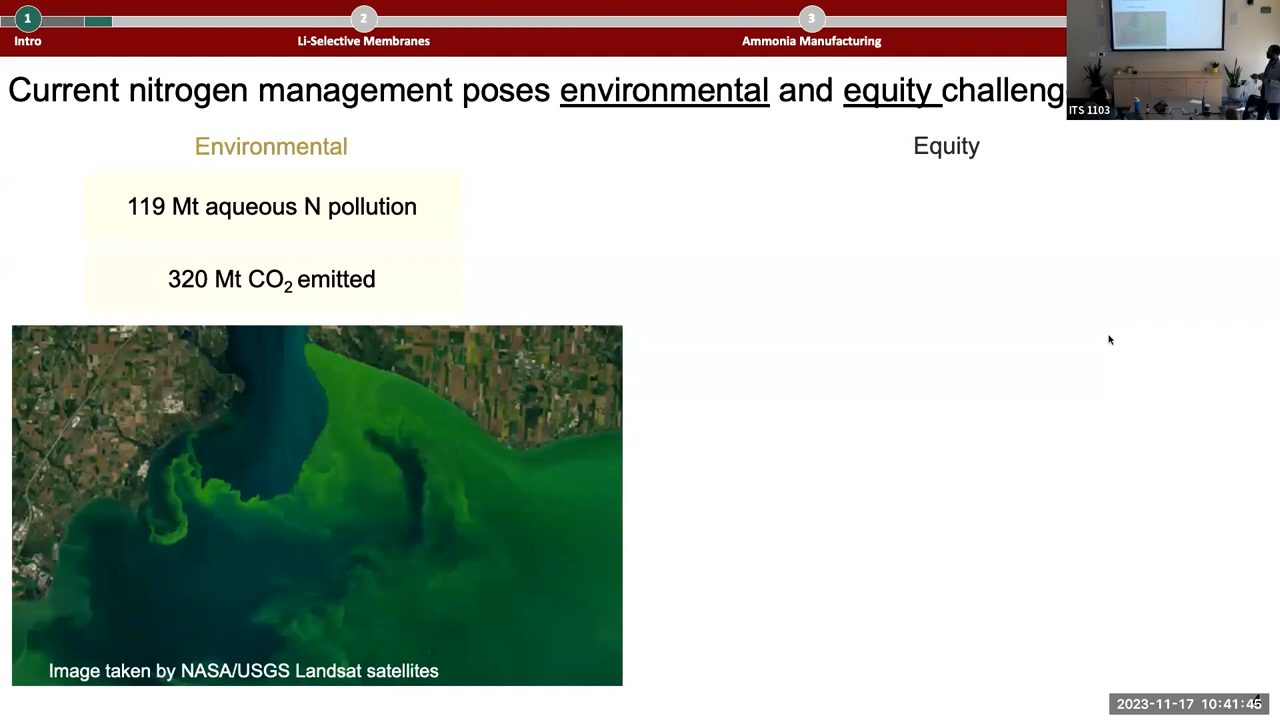 1
2
3
Intro
Li-Selective Membranes
Ammonia Manufacturing
Current nitrogen management poses environmental and equity challeng
ITS 1103
Environmental
Equity
119 Mt aqueous N pollution
320 Mt CO₂ emitted
Image taken by NASA/USGS Landsat satellites
2023-11-17 10:41:45